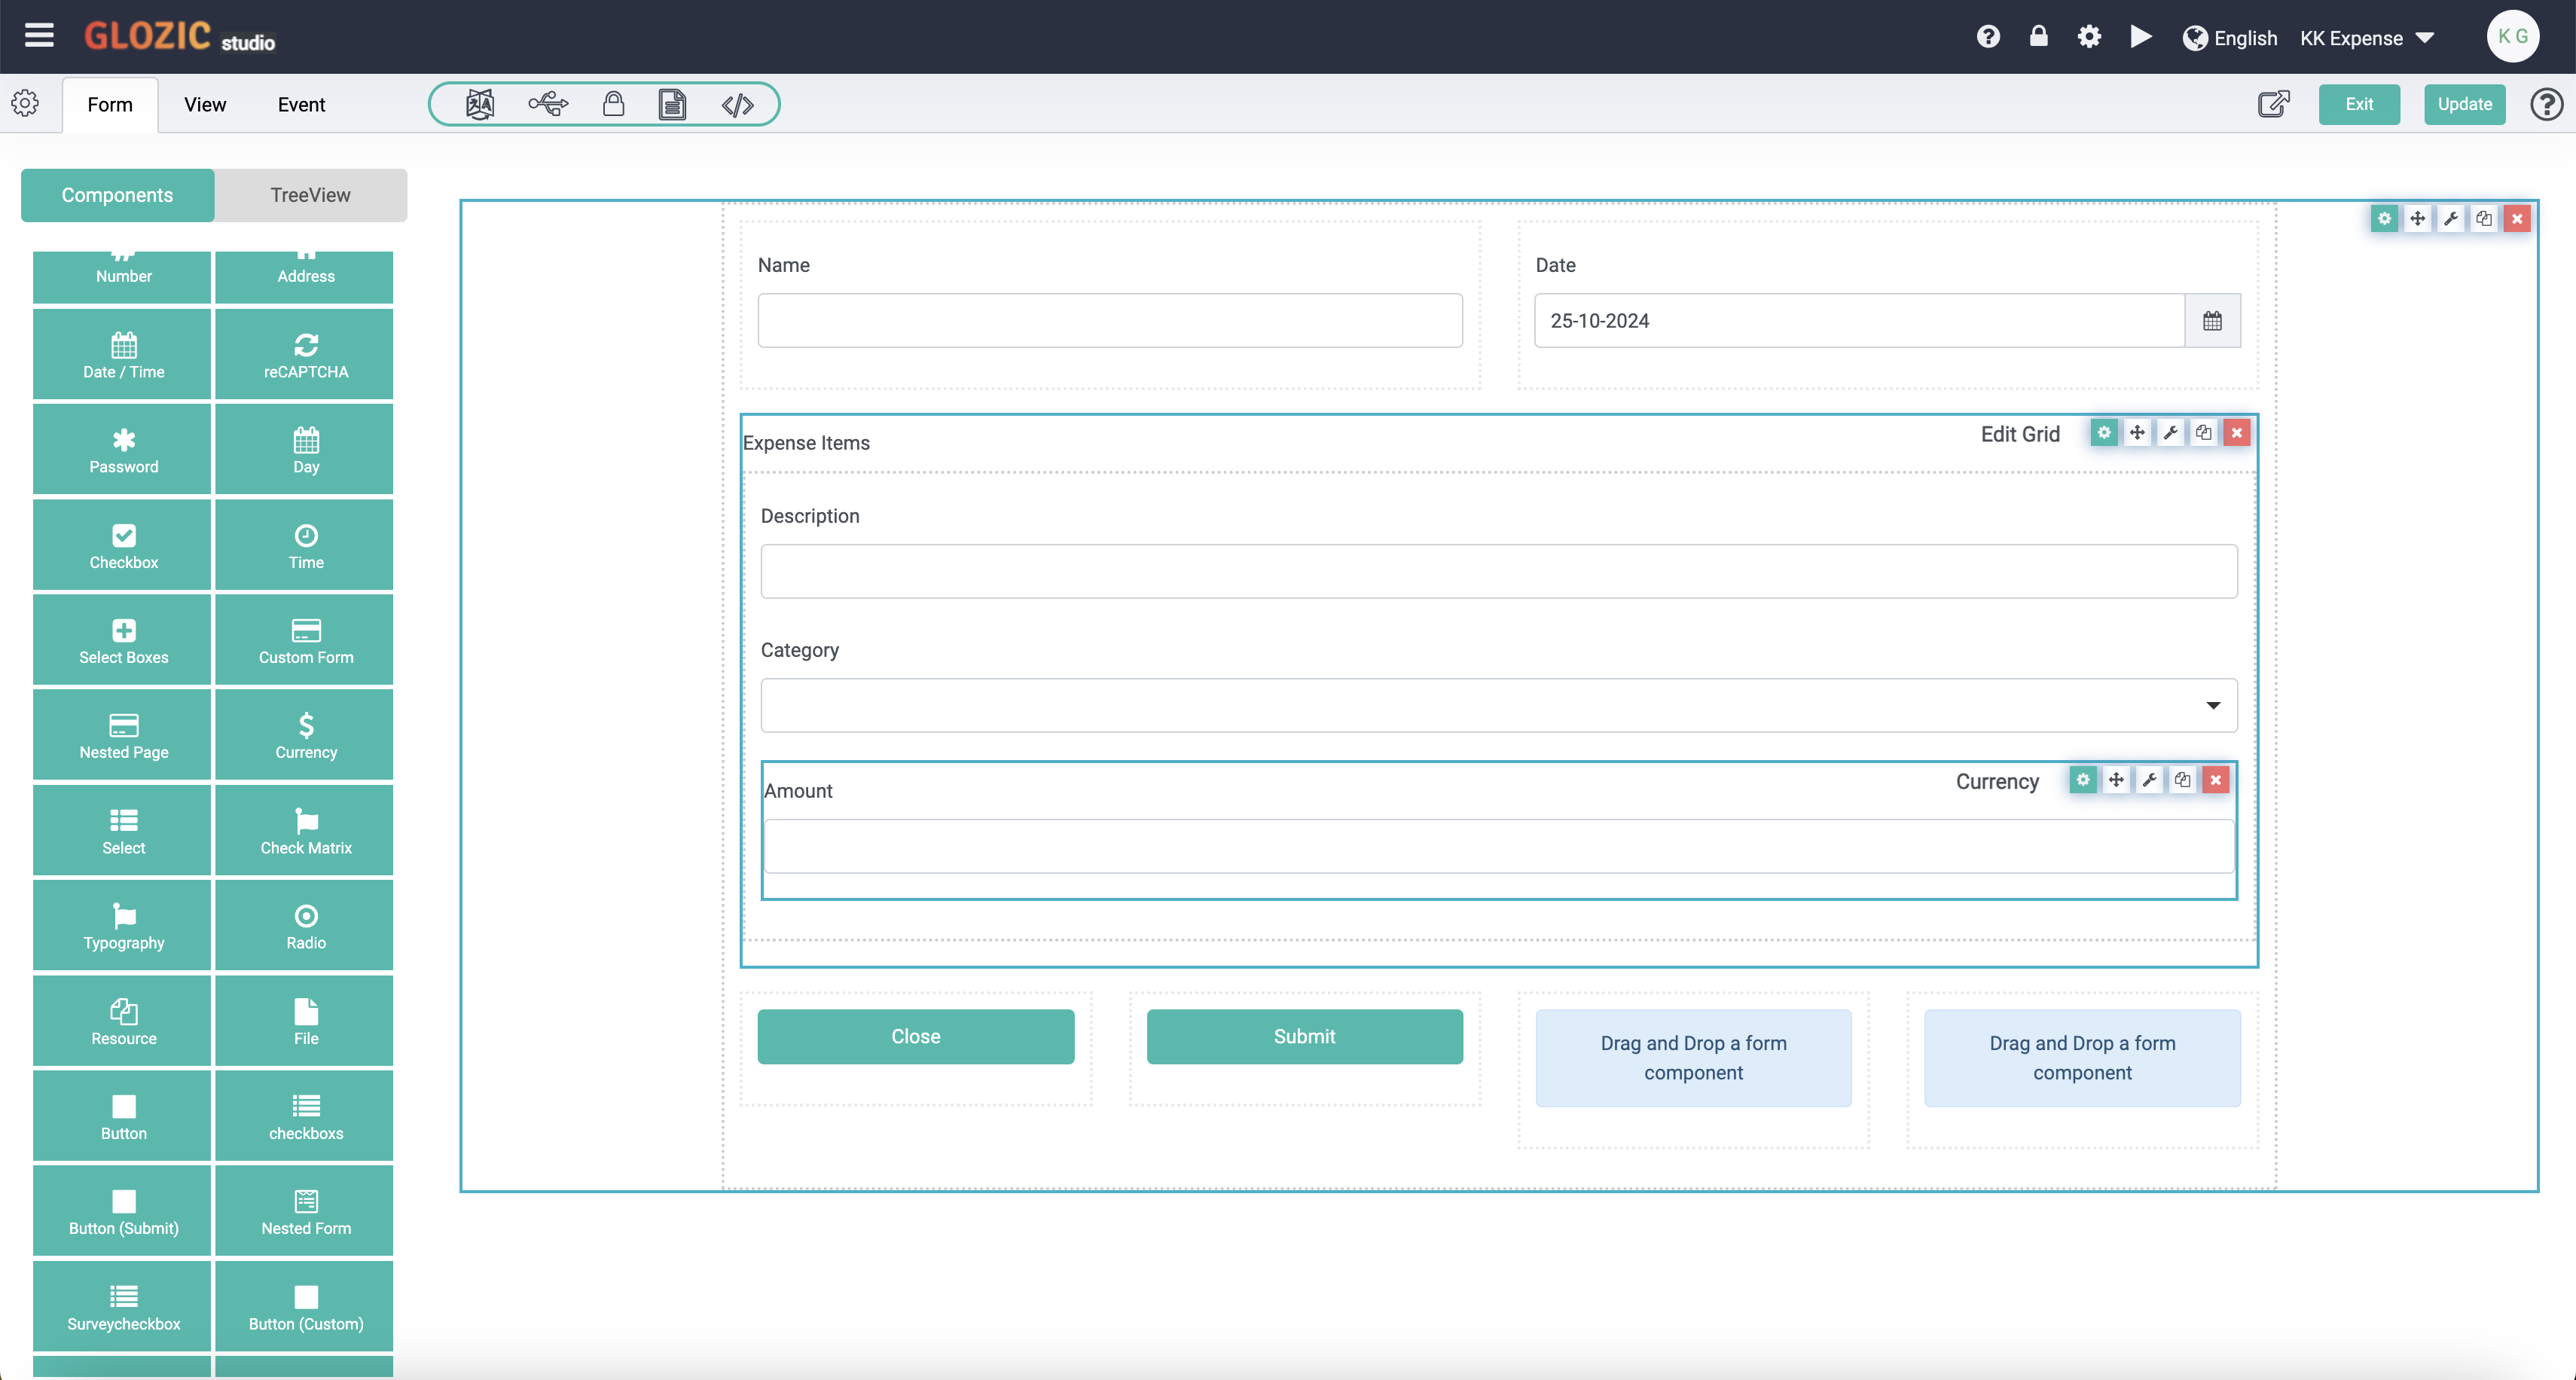 GLOZIC studio
English
KK Expense
K G
Form
View
Event
Exit
Update
Components
TreeView
Number
Address
Date / Time
reCAPTCHA
Password
Day
Checkbox
Time
Select Boxes
Custom Form
Nested Page
Currency
Select
Check Matrix
Typography
Radio
Resource
File
Button
checkboxs
Button (Submit)
Nested Form
Surveycheckbox
Button (Custom)
Name
Date
25-10-2024
Expense Items
Edit Grid
Description
Category
Amount
Currency
Close
Submit
Drag and Drop a form
component
Drag and Drop a form
component